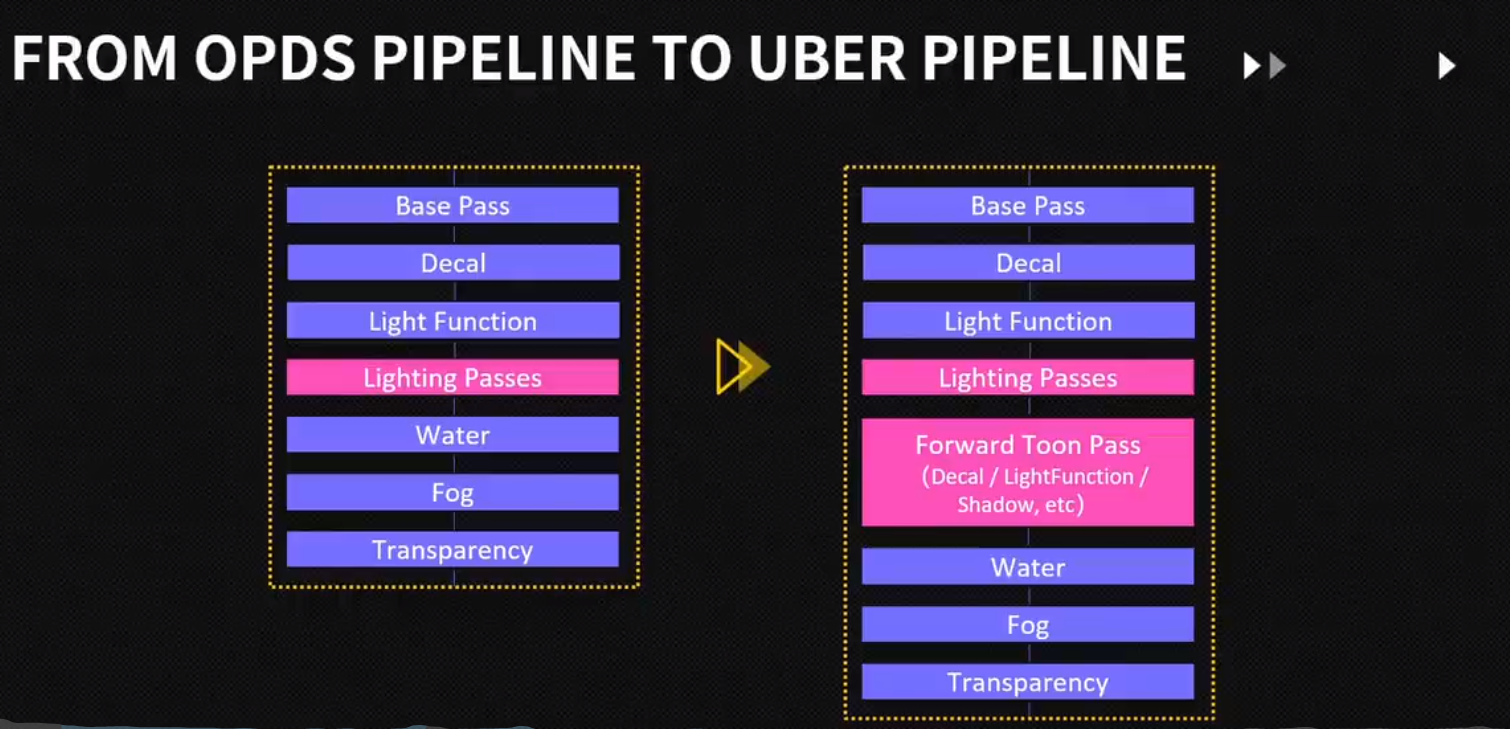 FROM OPDS PIPELINE TO UBER PIPELINE
Base Pass
Decal
Light Function
Lighting Passes
Water
Fog
Transparency
Base Pass
Decal
Light Function
Lighting Passes
Forward Toon Pass
(Decal / LightFunction /
Shadow, etc)
Water
Fog
Transparency